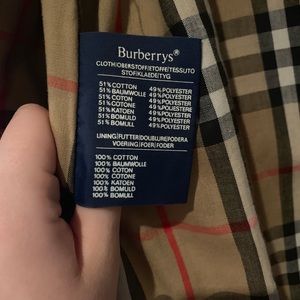 Burberrys®
CLOTH/OBERSTOFF/ETOFFE/TESSUTO
STOF/KLAEDE/TYG
51% COTTON 49% POLYESTER
51% BAUMWOLLE 49% POLYESTER
51% COTON 49% POLYESTER
51% COTONE 49% POLYESTER
51% KATOEN 49% POLYESTER
51% BOMULD 49% POLYESTER
51% BOMULL 49% POLYESTER
LINING/FUTTER/DOUBLURE/FODERA
VOERING/FOER/FODER
100% COTTON
100% BAUMWOLLE
100% COTON
100% COTONE
100% KATOEN
100% BOMULD
100% BOMULL